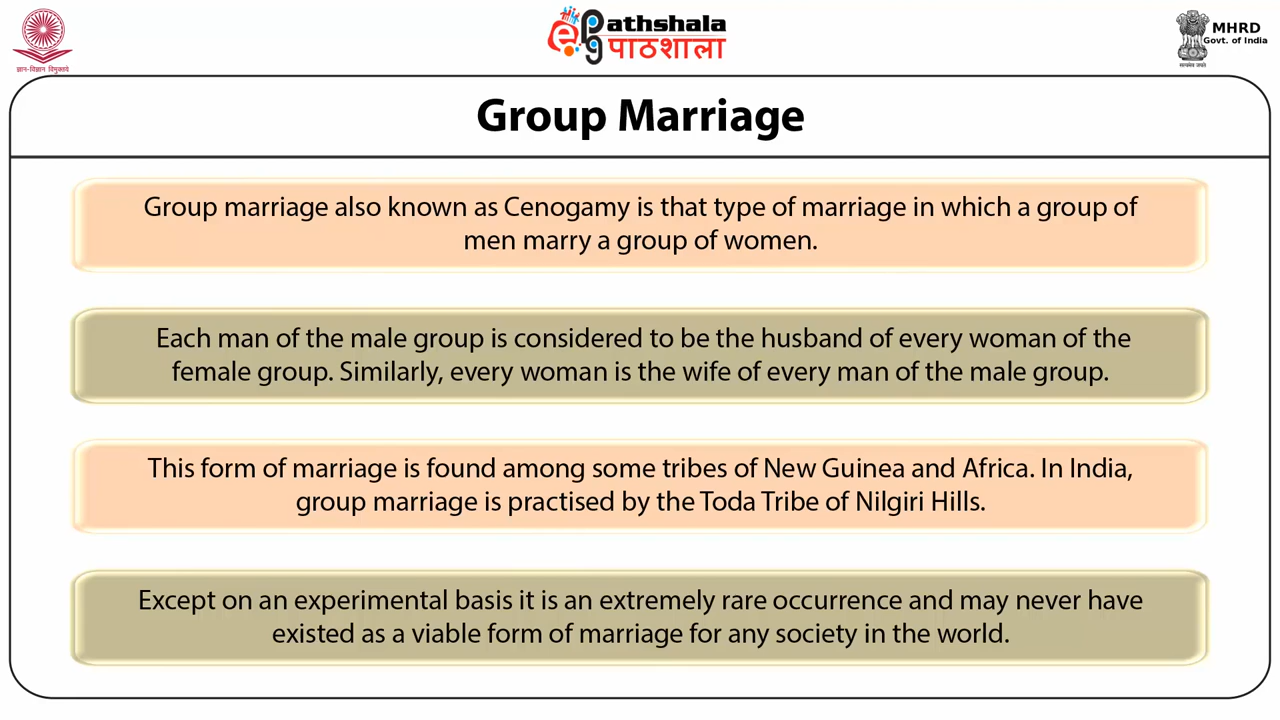 ज्ञान-विज्ञान विमुक्तये
ePathshala
पाठशाला
MHRD
Govt. of India
सत्यमेव जयते
Group Marriage
Group marriage also known as Cenogamy is that type of marriage in which a group of
men marry a group of women.
Each man of the male group is considered to be the husband of every woman of the
female group. Similarly, every woman is the wife of every man of the male group.
This form of marriage is found among some tribes of New Guinea and Africa. In India,
group marriage is practised by the Toda Tribe of Nilgiri Hills.
Except on an experimental basis it is an extremely rare occurrence and may never have
existed as a viable form of marriage for any society in the world.